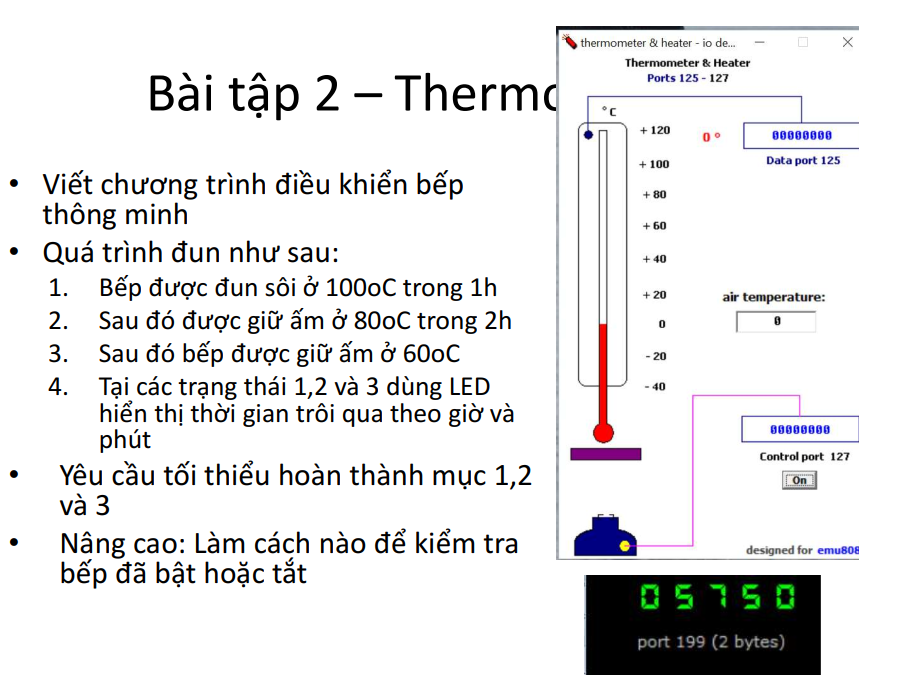 Bài tập 2 – Thermo
Viết chương trình điều khiển bếp
thông minh
Quá trình đun như sau:
1. Bếp được đun sôi ở 100oC trong 1h
2. Sau đó được giữ ấm ở 80oC trong 2h
3. Sau đó bếp được giữ ấm ở 60oC
4. Tại các trạng thái 1,2 và 3 dùng LED
hiển thị thời gian trôi qua theo giờ và
phút
Yêu cầu tối thiểu hoàn thành mục 1,2
và 3
Nâng cao: Làm cách nào để kiểm tra
bếp đã bật hoặc tắt
thermometer & heater - io de...
Thermometer & Heater
Ports 125 - 127
°C
+ 120
+ 100
+ 80
+ 60
+ 40
+ 20
0
- 20
- 40
0 °
00000000
Data port 125
air temperature:
0
00000000
Control port 127
On
designed for emu808
05750
port 199 (2 bytes)